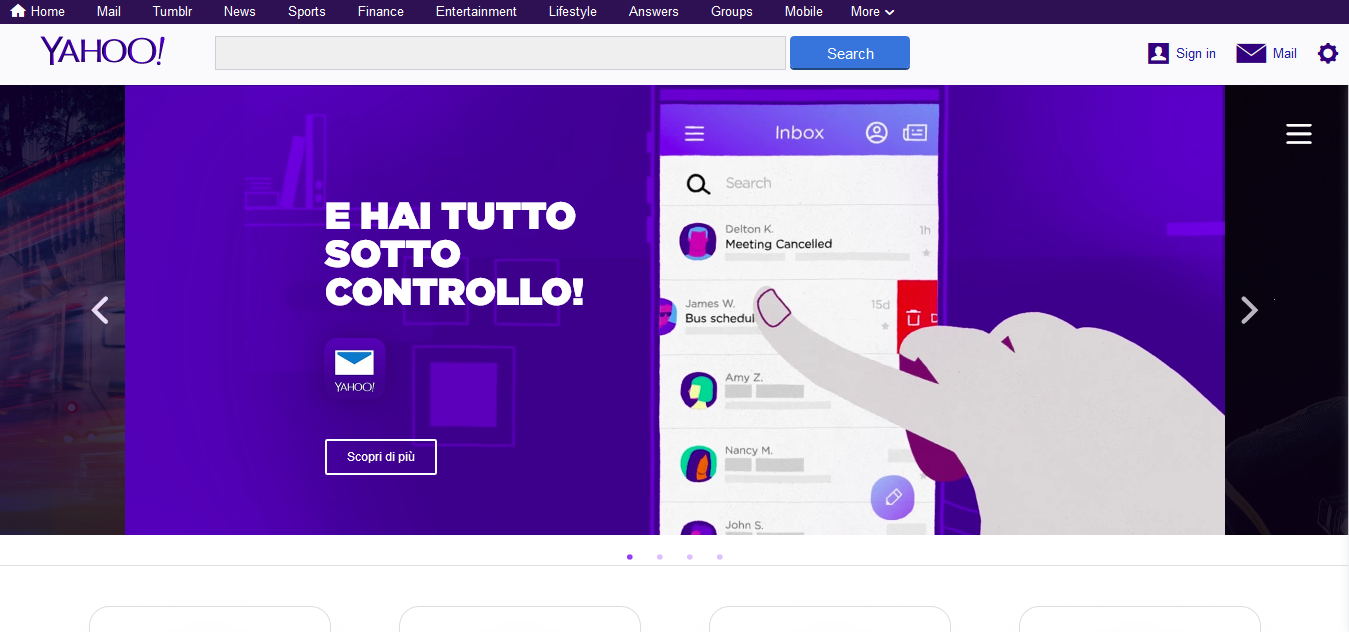 Home Mail Tumblr News Sports Finance Entertainment Lifestyle Answers Groups Mobile More
YAHOO! Search Sign in Mail
Inbox
Search
E HAI TUTTO
SOTTO
CONTROLLO!
YAHOO!
Scopri di più
Delton K. 1h
Meeting Cancelled
James W. 15d
Bus schedul
Amy Z.
Nancy M.
John S.